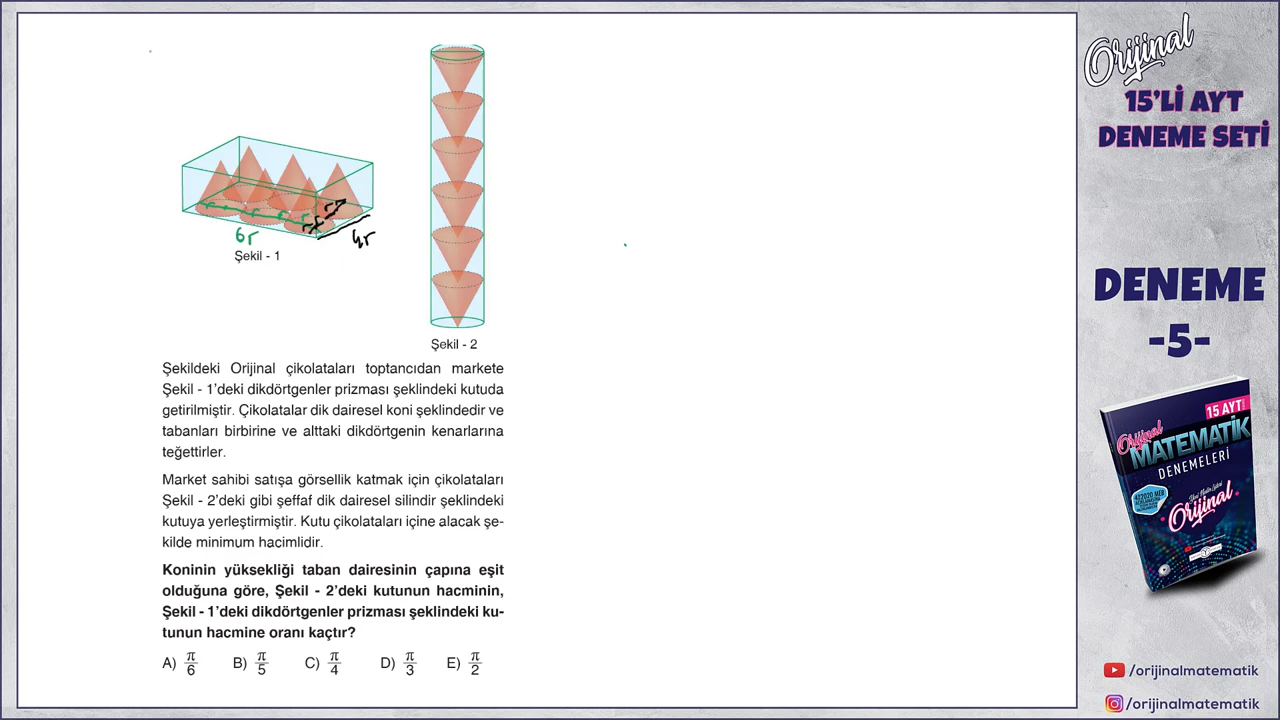 6r
4r
Şekil - 1
Şekil - 2
Şekildeki Orijinal çikolataları toptancıdan markete
Şekil - 1'deki dikdörtgenler prizması şeklindeki kutuda
getirilmiştir. Çikolatalar dik dairesel koni şeklindedir ve
tabanları birbirine ve alttaki dikdörtgenin kenarlarına
teğettirler.
Market sahibi satışa görsellik katmak için çikolataları
Şekil - 2'deki gibi şeffaf dik dairesel silindir şeklindeki
kutuya yerleştirmiştir. Kutu çikolataları içine alacak şe-
kilde minimum hacimlidir.
Koninin yüksekliği taban dairesinin çapına eşit
olduğuna göre, Şekil - 2'deki kutunun hacminin,
Şekil - 1'deki dikdörtgenler prizması şeklindeki ku-
tunun hacmine oranı kaçtır?
A) π/6 B) π/5 C) π/4 D) π/3 E) π/2
Orijinal
15'Lİ AYT
DENEME SETİ
DENEME
-5-
15 AYT
Orijinal
MATEMATİK
DENEMELERİ
Orijinal
/orijinalmatematik
/orijinalmatematik